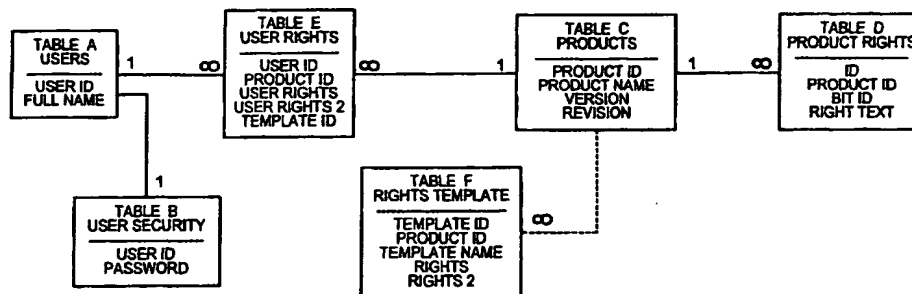 TABLE A
USERS
USER ID
FULL NAME
1
∞
TABLE E
USER RIGHTS
USER ID
PRODUCT ID
USER RIGHTS
USER RIGHTS 2
TEMPLATE ID
∞
1
TABLE C
PRODUCTS
PRODUCT ID
PRODUCT NAME
VERSION
REVISION
1
∞
TABLE D
PRODUCT RIGHTS
ID
PRODUCT ID
BIT ID
RIGHT TEXT
1
TABLE B
USER SECURITY
USER ID
PASSWORD
TABLE F
RIGHTS TEMPLATE
TEMPLATE ID
PRODUCT ID
TEMPLATE NAME
RIGHTS
RIGHTS 2
∞